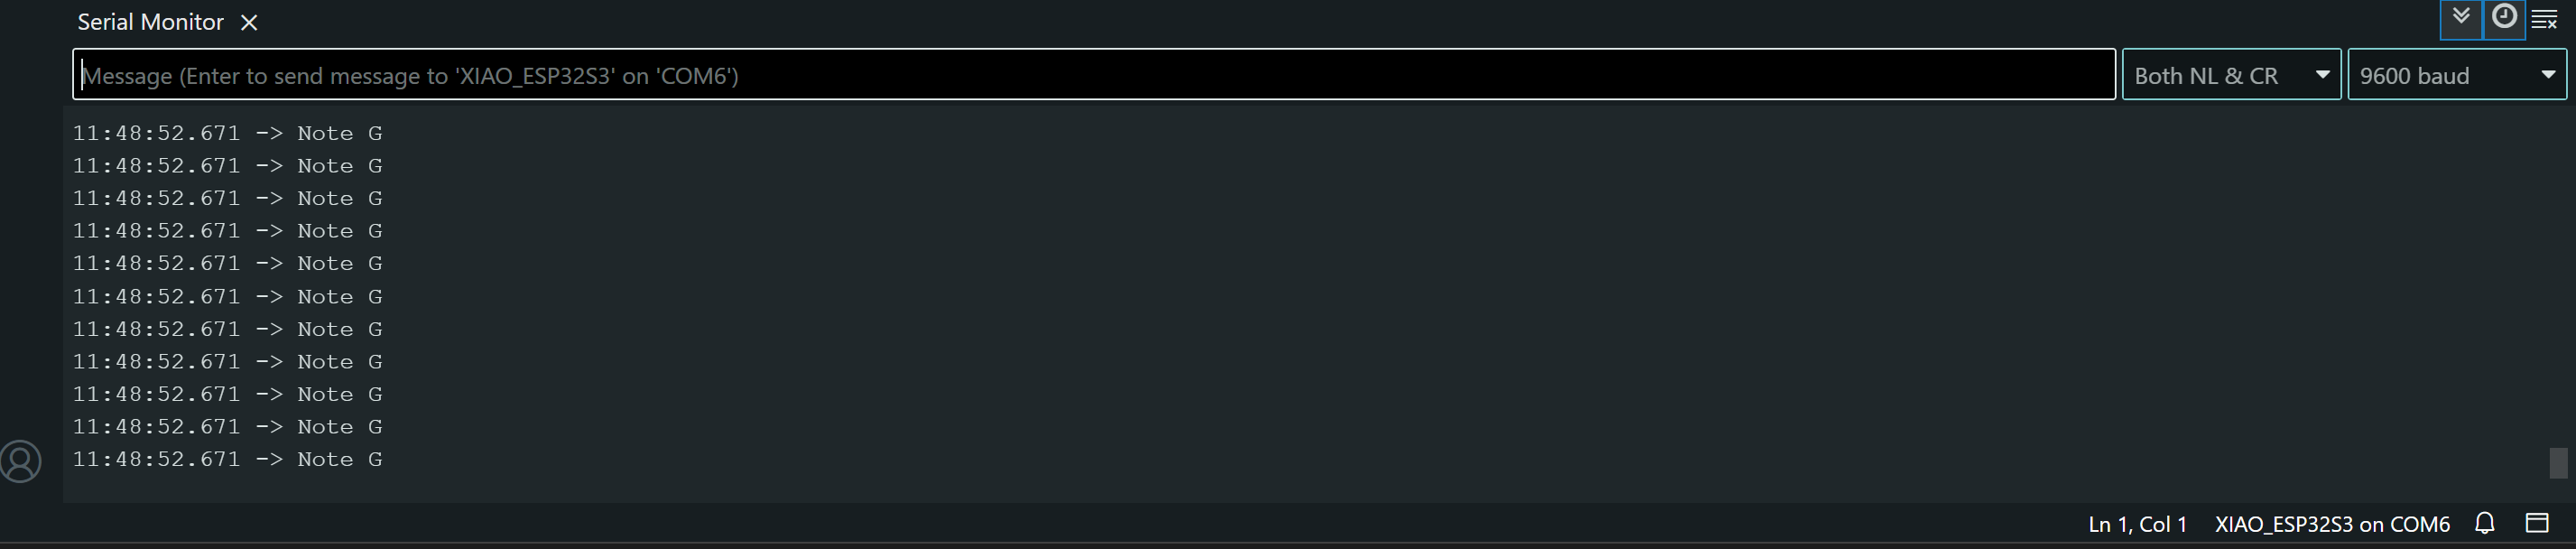 Serial Monitor
Message (Enter to send message to 'XIAO_ESP32S3' on 'COM6')
Both NL & CR
9600 baud
11:48:52.671 -> Note G
11:48:52.671 -> Note G
11:48:52.671 -> Note G
11:48:52.671 -> Note G
11:48:52.671 -> Note G
11:48:52.671 -> Note G
11:48:52.671 -> Note G
11:48:52.671 -> Note G
11:48:52.671 -> Note G
11:48:52.671 -> Note G
11:48:52.671 -> Note G
Ln 1, Col 1
XIAO_ESP32S3 on COM6